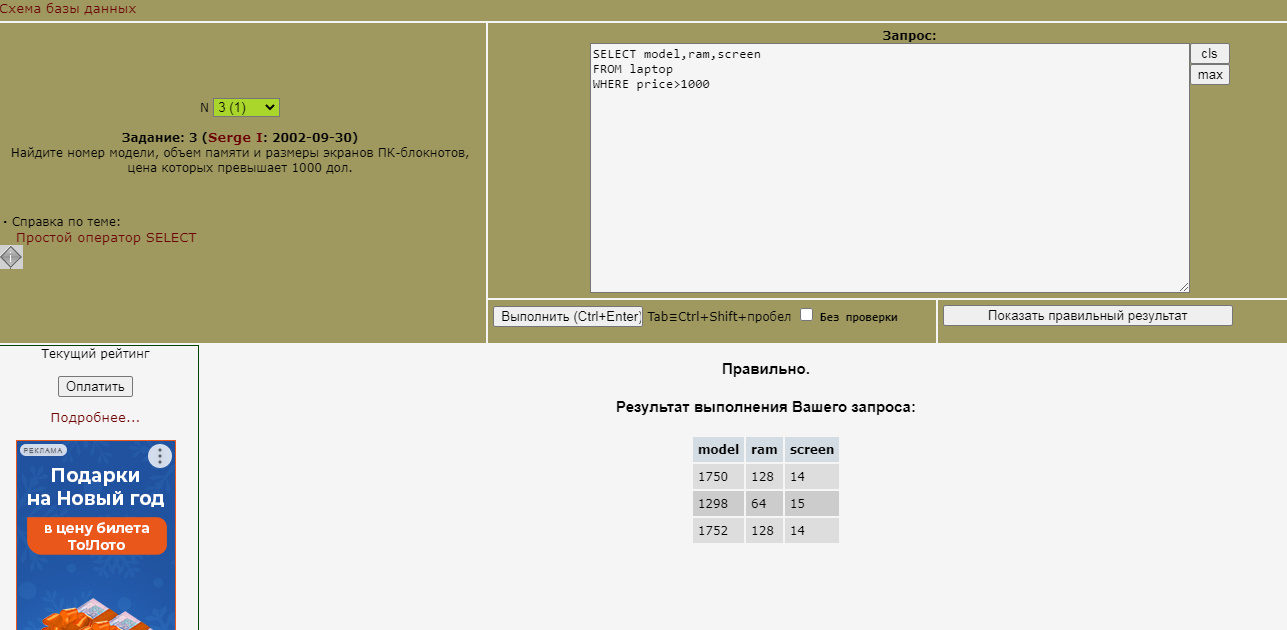 Схема базы данных
N 3 (1)
Задание: 3 (Serge I: 2002-09-30)
Найдите номер модели, объем памяти и размеры экранов ПК-блокнотов,
цена которых превышает 1000 дол.
· Справка по теме:
Простой оператор SELECT
Запрос:
SELECT model,ram,screen
FROM laptop
WHERE price>1000
cls
max
Выполнить (Ctrl+Enter) Tab≡Ctrl+Shift+пробел Без проверки
Показать правильный результат
Текущий рейтинг
Оплатить
Подробнее...
РЕКЛАМА
Подарки
на Новый год
в цену билета
То!Лото
Правильно.
Результат выполнения Вашего запроса:
model ram screen
1750 128 14
1298 64 15
1752 128 14